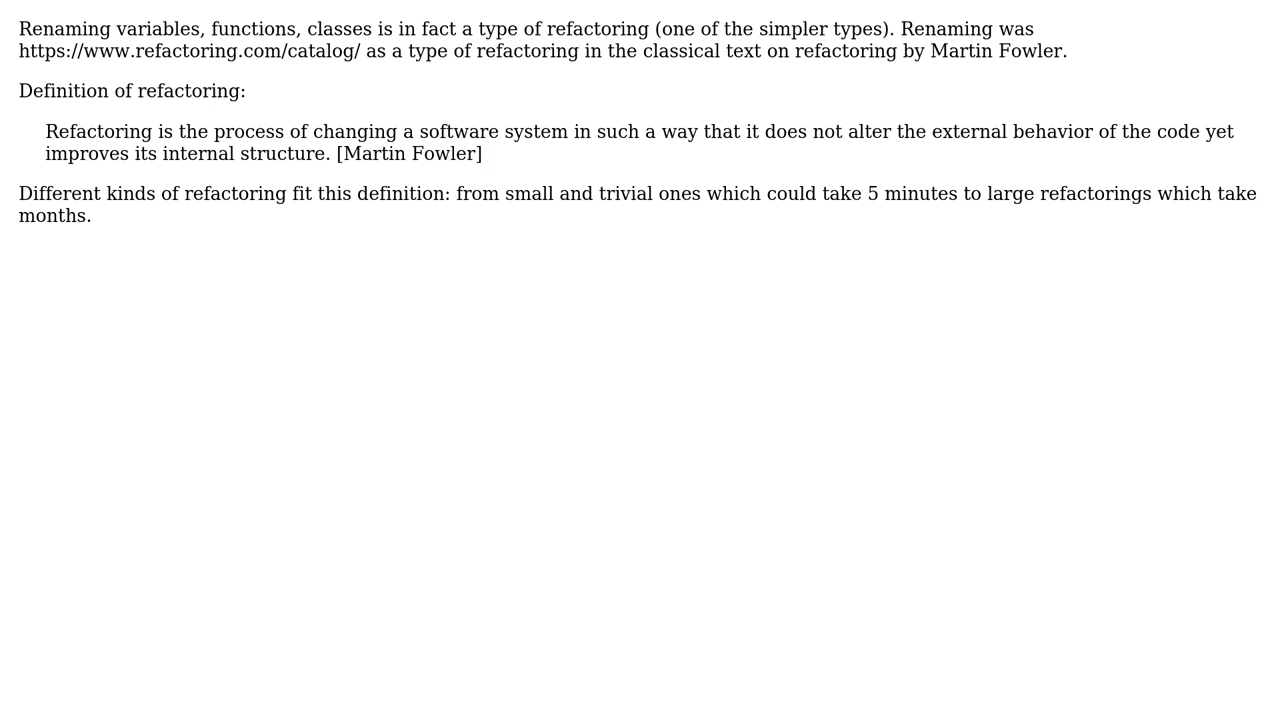 Renaming variables, functions, classes is in fact a type of refactoring (one of the simpler types). Renaming was
https://www.refactoring.com/catalog/ as a type of refactoring in the classical text on refactoring by Martin Fowler.
Definition of refactoring:
Refactoring is the process of changing a software system in such a way that it does not alter the external behavior of the code yet
improves its internal structure. [Martin Fowler]
Different kinds of refactoring fit this definition: from small and trivial ones which could take 5 minutes to large refactorings which take
months.